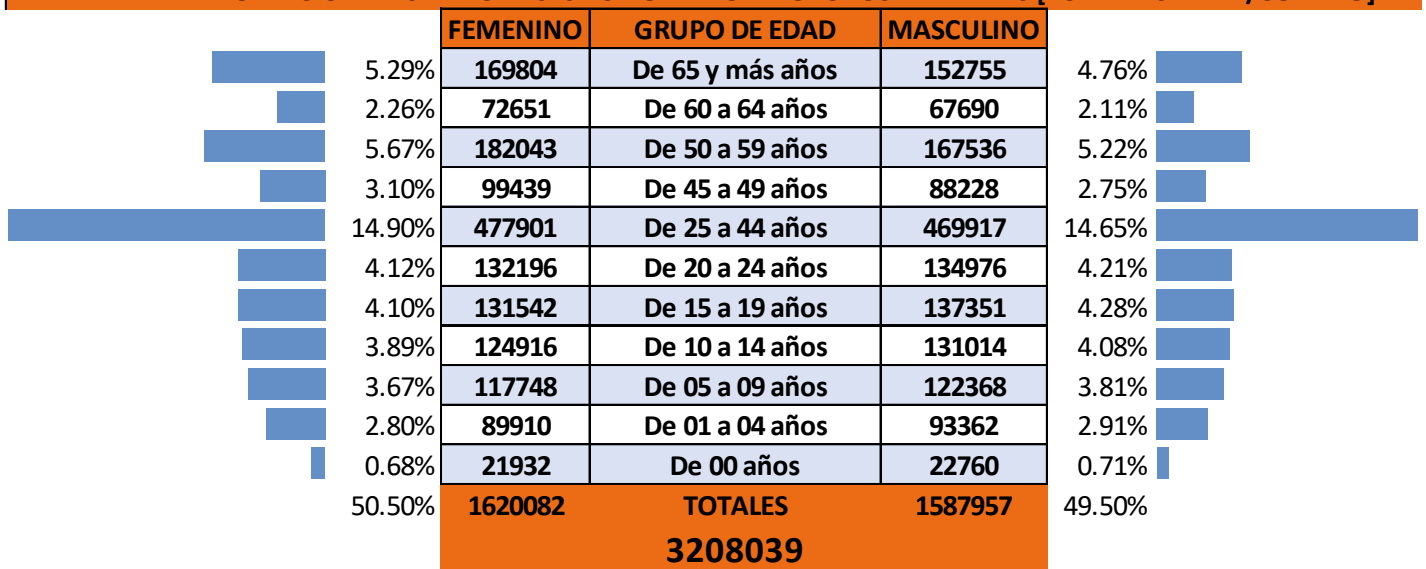 FEMENINO GRUPO DE EDAD MASCULINO
5.29% 169804 De 65 y más años 152755 4.76%
2.26% 72651 De 60 a 64 años 67690 2.11%
5.67% 182043 De 50 a 59 años 167536 5.22%
3.10% 99439 De 45 a 49 años 88228 2.75%
14.90% 477901 De 25 a 44 años 469917 14.65%
4.12% 132196 De 20 a 24 años 134976 4.21%
4.10% 131542 De 15 a 19 años 137351 4.28%
3.89% 124916 De 10 a 14 años 131014 4.08%
3.67% 117748 De 05 a 09 años 122368 3.81%
2.80% 89910 De 01 a 04 años 93362 2.91%
0.68% 21932 De 00 años 22760 0.71%
50.50% 1620082 TOTALES 1587957 49.50%
3208039